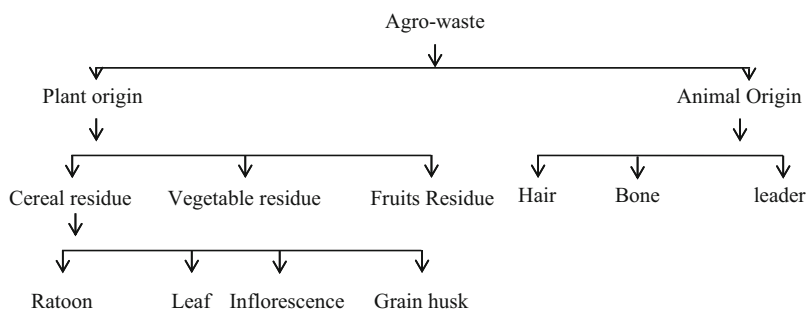 Agro-waste
Plant origin Animal Origin
Cereal residue Vegetable residue Fruits Residue Hair Bone leader
Ratoon Leaf Inflorescence Grain husk